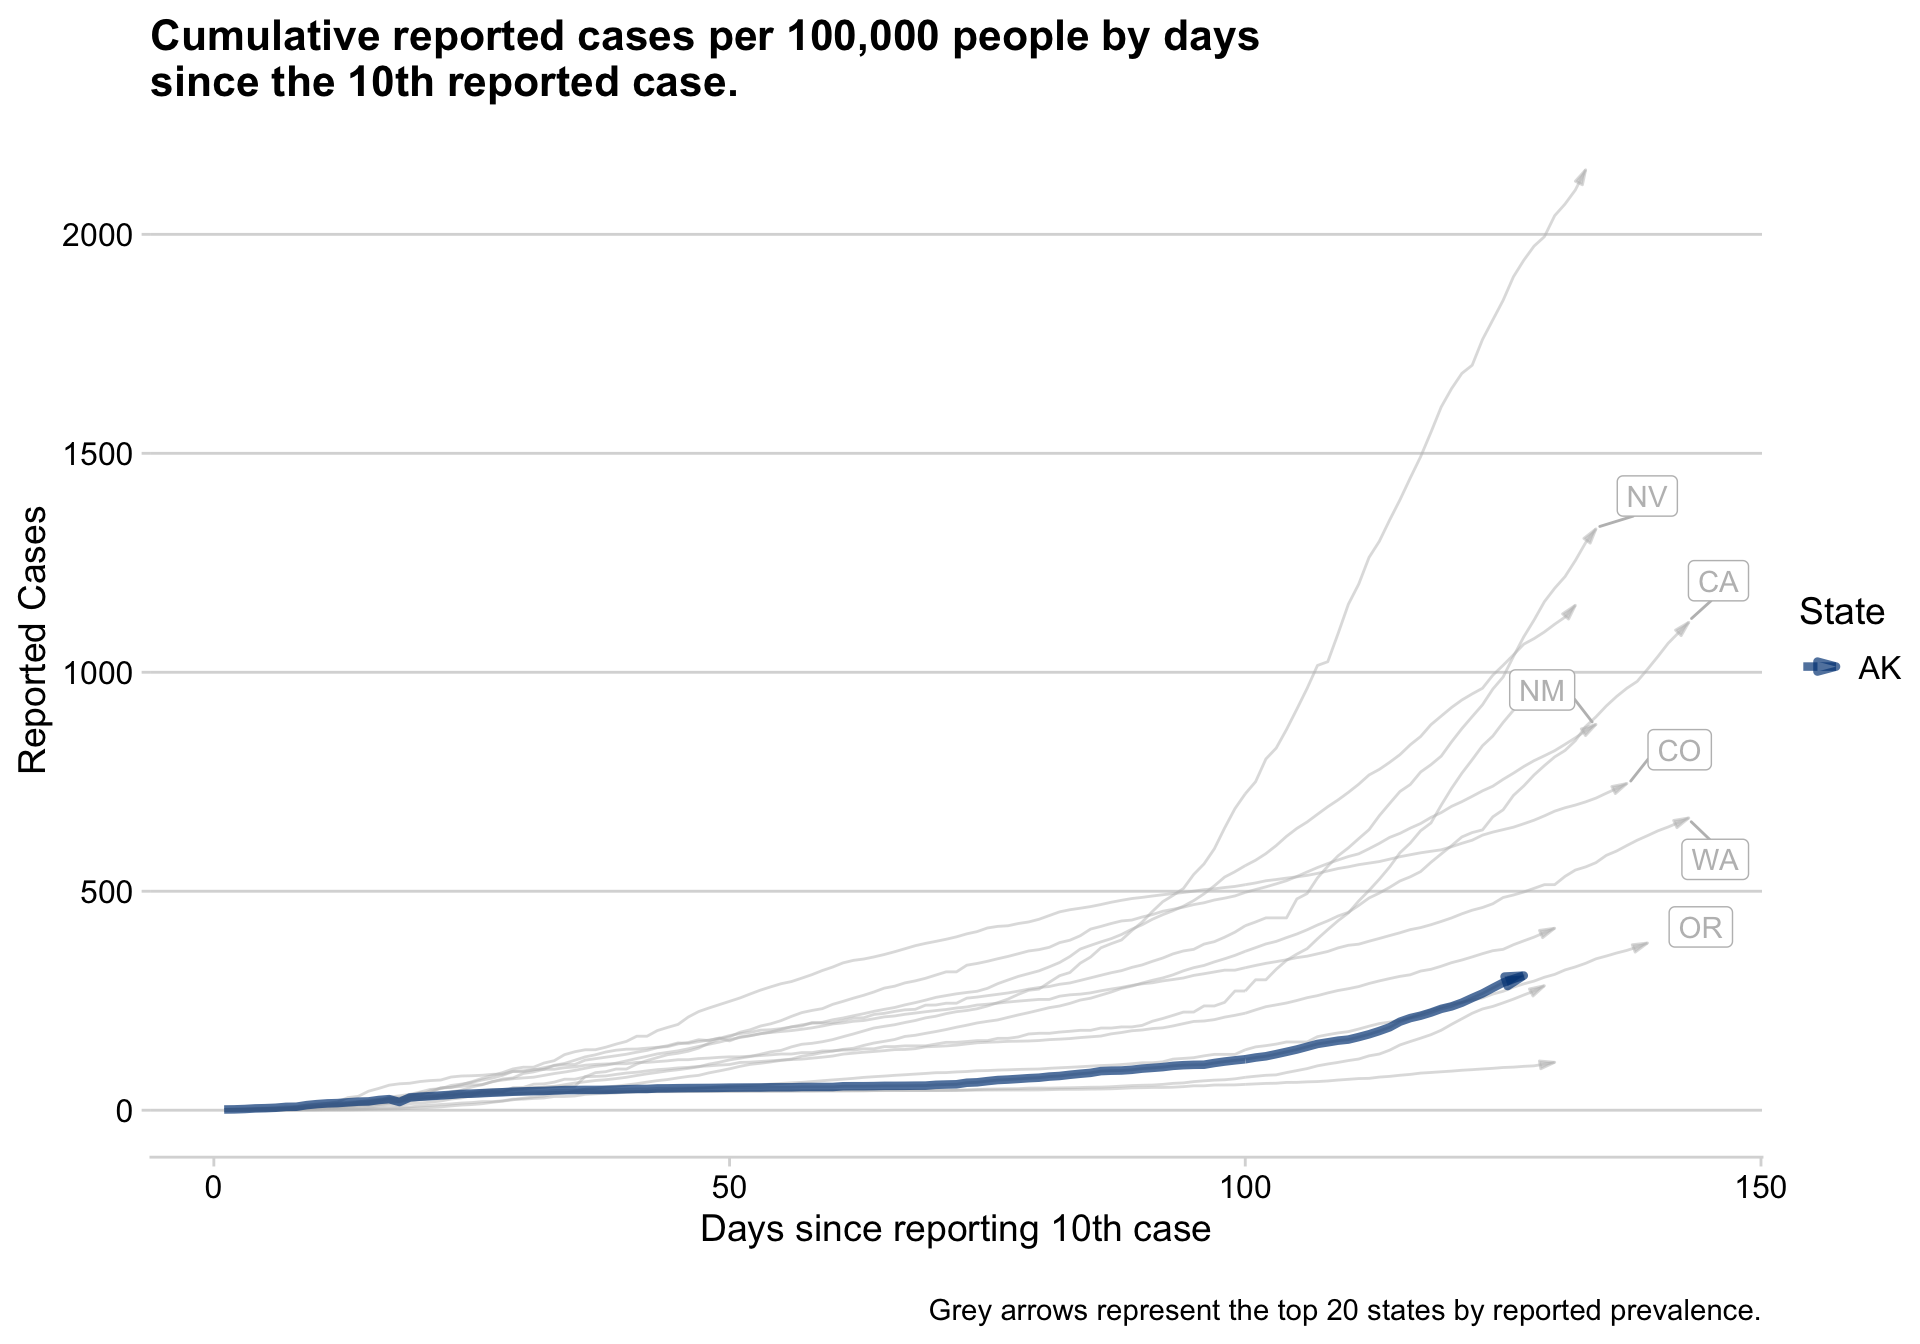 Cumulative reported cases per 100,000 people by days
since the 10th reported case.
Reported Cases
2000
1500
1000
500
0
NV
CA
NM
CO
WA
OR
State
AK
0 50 100 150
Days since reporting 10th case
Grey arrows represent the top 20 states by reported prevalence.